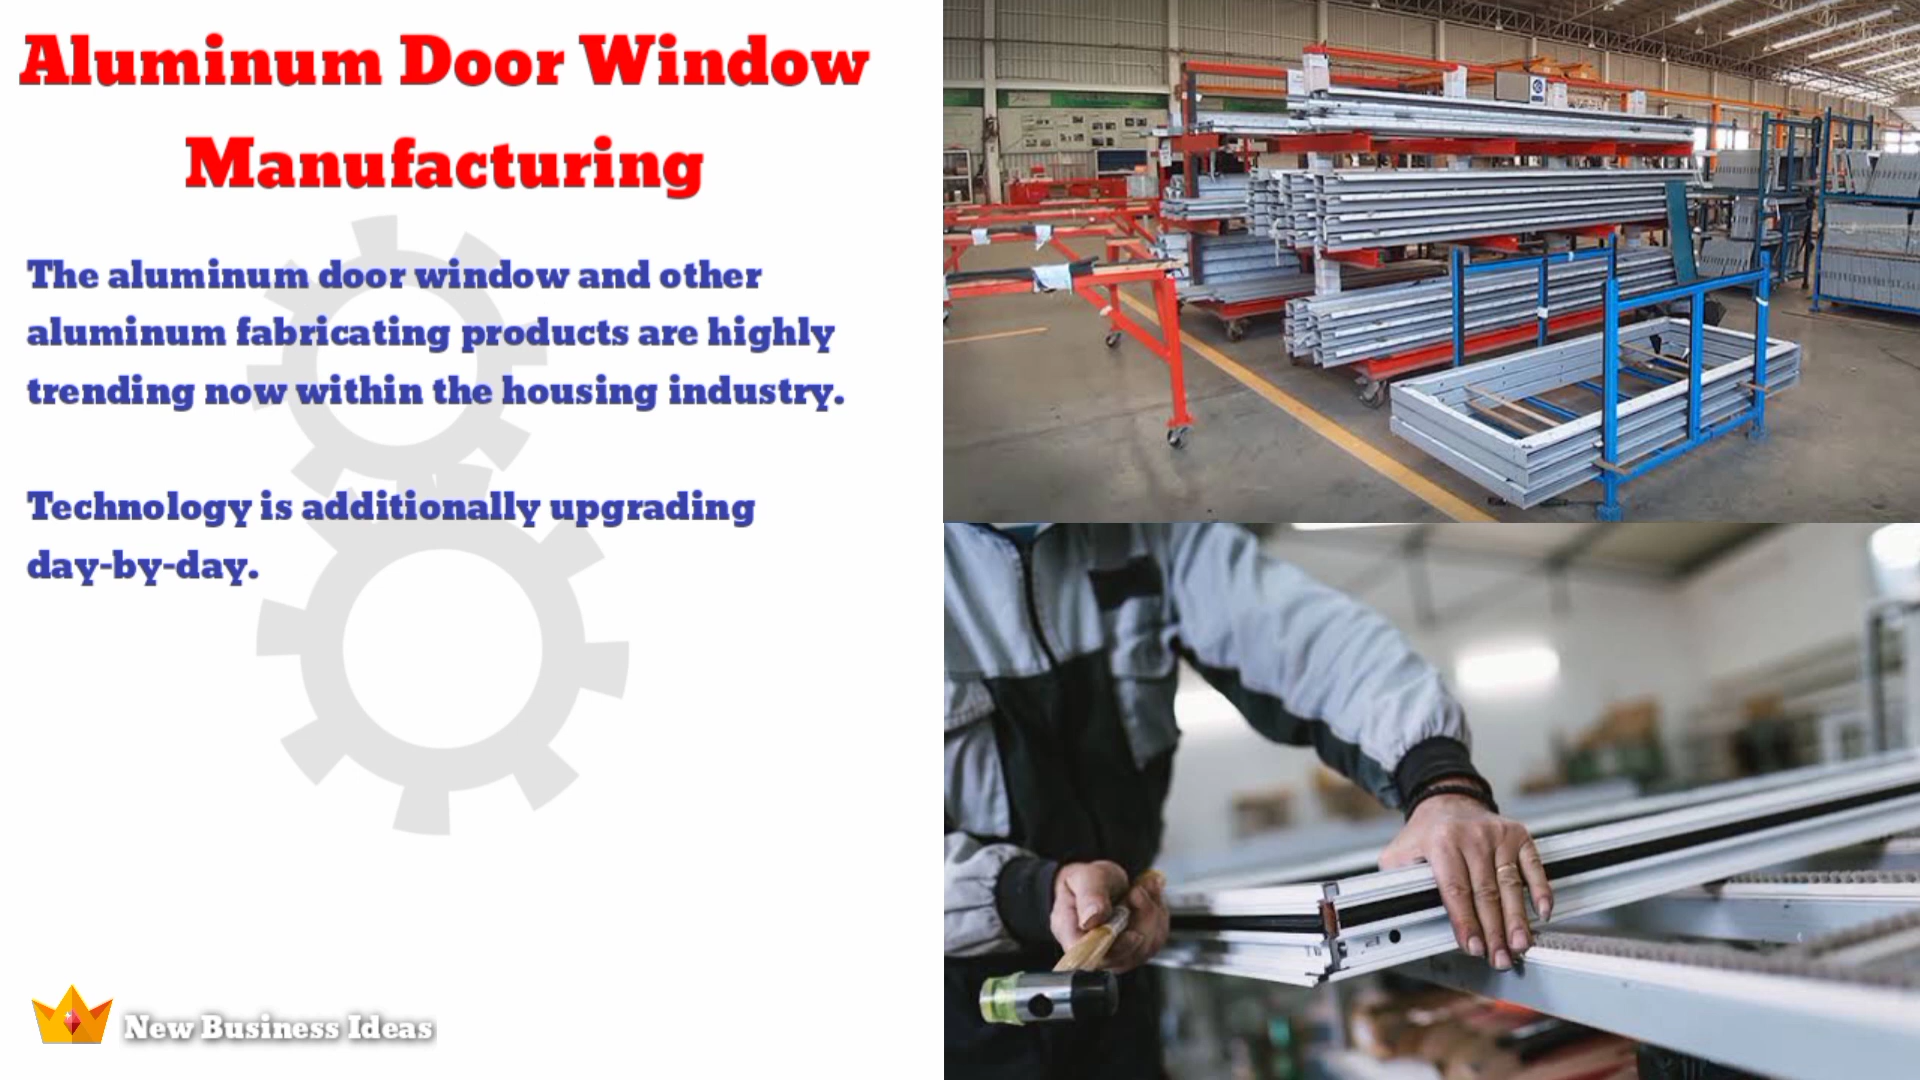 Aluminum Door Window
Manufacturing
The aluminum door window and other
aluminum fabricating products are highly
trending now within the housing industry.
Technology is additionally upgrading
day-by-day.
New Business Ideas